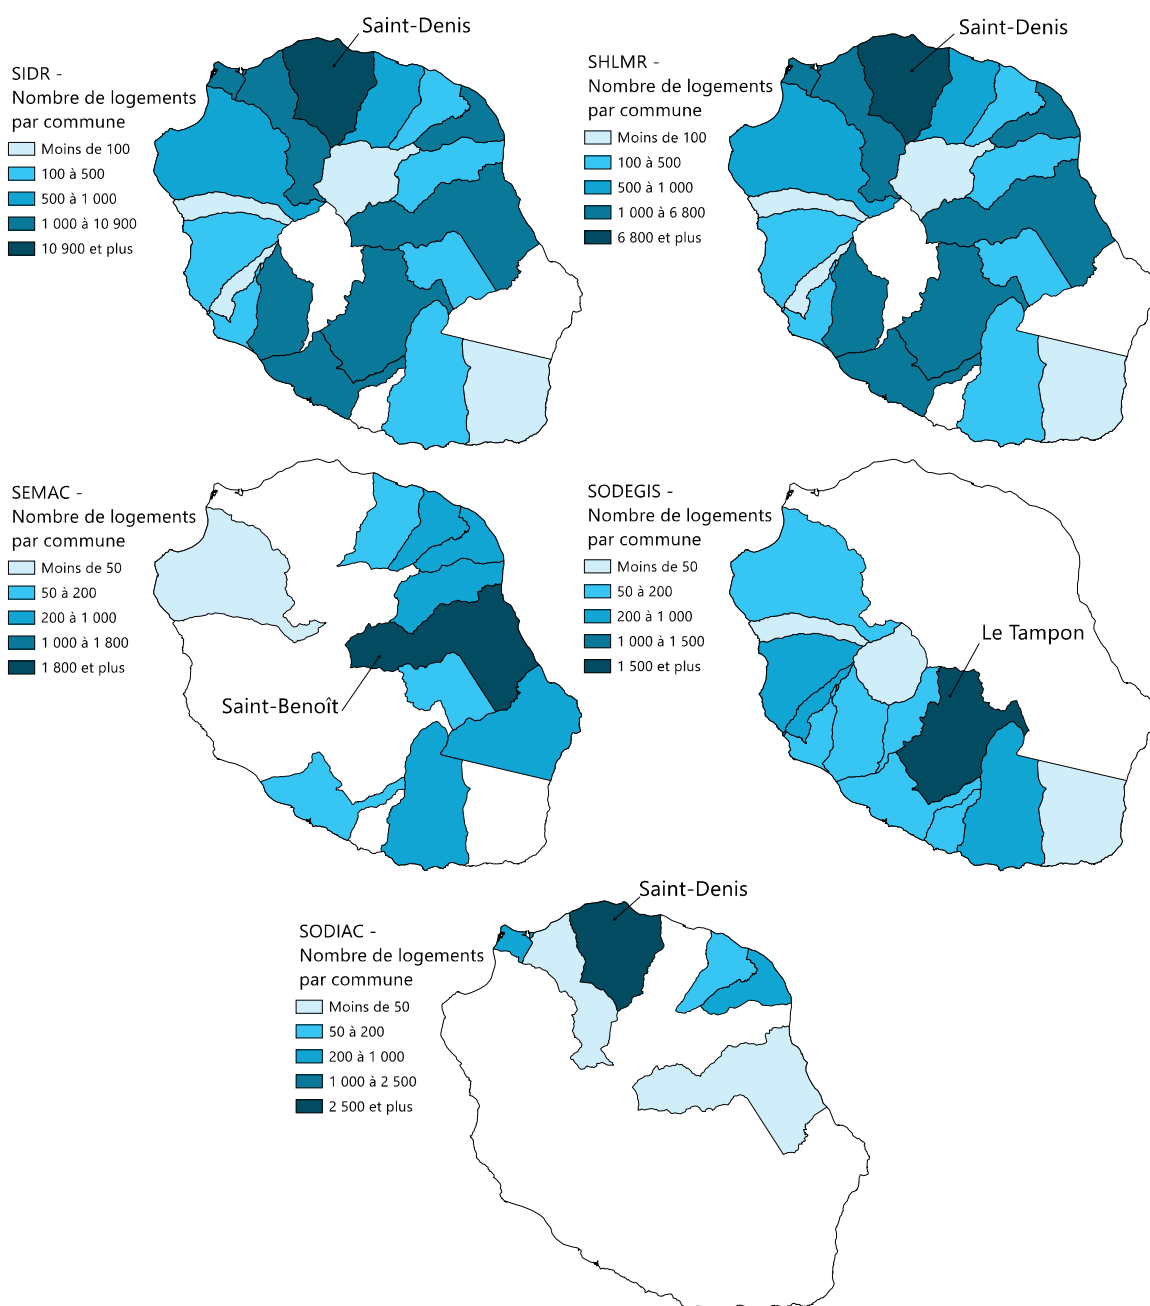 Saint-Denis
SIDR -
Nombre de logements
par commune
Moins de 100
100 à 500
500 à 1 000
1 000 à 10 900
10 900 et plus
Saint-Denis
SHLMR -
Nombre de logements
par commune
Moins de 100
100 à 500
500 à 1 000
1 000 à 6 800
6 800 et plus
SEMAC -
Nombre de logements
par commune
Moins de 50
50 à 200
200 à 1 000
1 000 à 1 800
1 800 et plus
Saint-Benoît
SODEGIS -
Nombre de logements
par commune
Moins de 50
50 à 200
200 à 1 000
1 000 à 1 500
1 500 et plus
Le Tampon
Saint-Denis
SODIAC -
Nombre de logements
par commune
Moins de 50
50 à 200
200 à 1 000
1 000 à 2 500
2 500 et plus